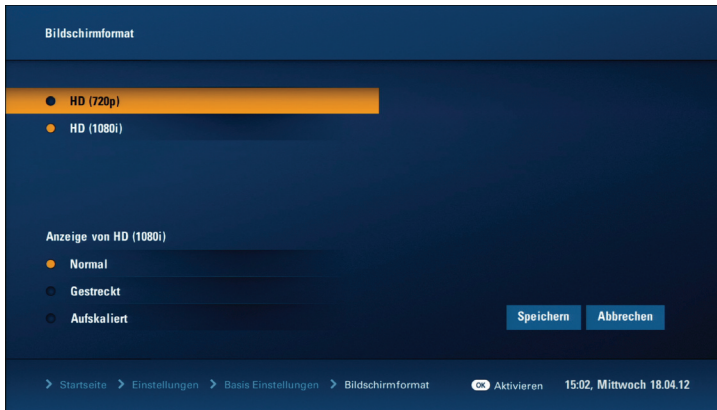 Bildschirmformat
HD (720p)
HD (1080i)
Anzeige von HD (1080i)
Normal
Gestreckt
Aufskaliert
Speichern Abbrechen
Startseite Einstellungen Basis Einstellungen Bildschirmformat OK Aktivieren 15:02, Mittwoch 18.04.12